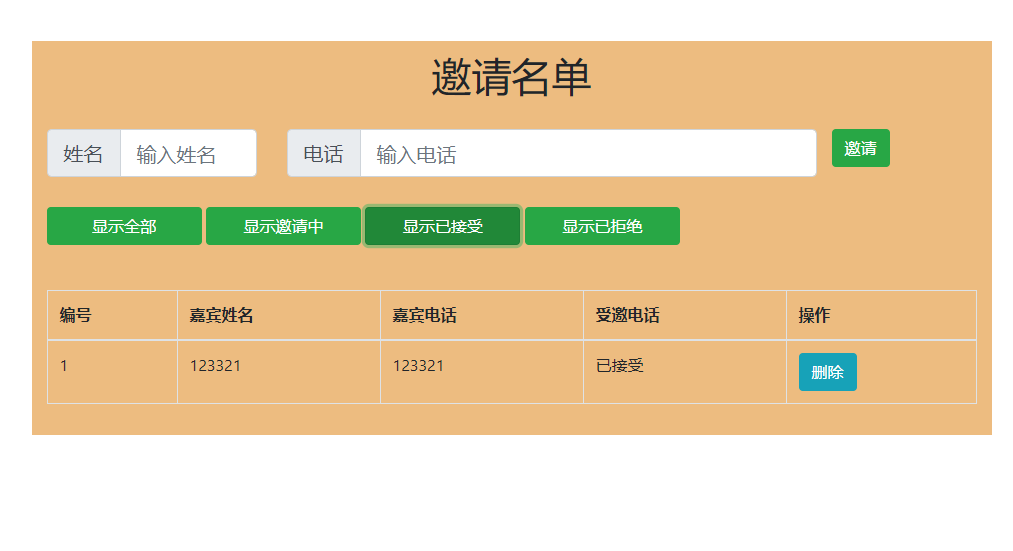 邀请名单
姓名 输入姓名 电话 输入电话 邀请
显示全部 显示邀请中 显示已接受 显示已拒绝
编号 嘉宾姓名 嘉宾电话 受邀电话 操作
1 123321 123321 已接受 删除